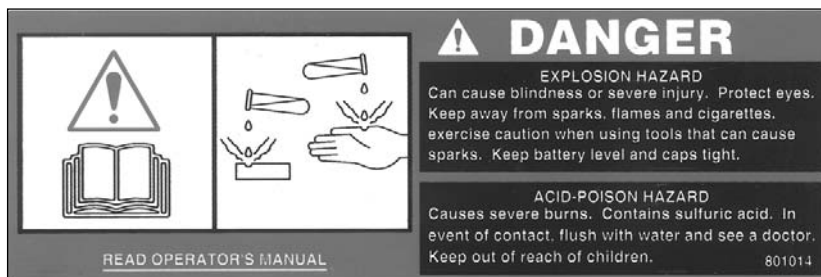 DANGER
EXPLOSION HAZARD
Can cause blindness or severe injury. Protect eyes.
Keep away from sparks, flames and cigarettes,
exercise caution when using tools that can cause
sparks. Keep battery level and caps tight.
ACID-POISON HAZARD
Causes severe burns. Contains sulfuric acid. In
event of contact, flush with water and see a doctor.
Keep out of reach of children. 801014
READ OPERATOR'S MANUAL